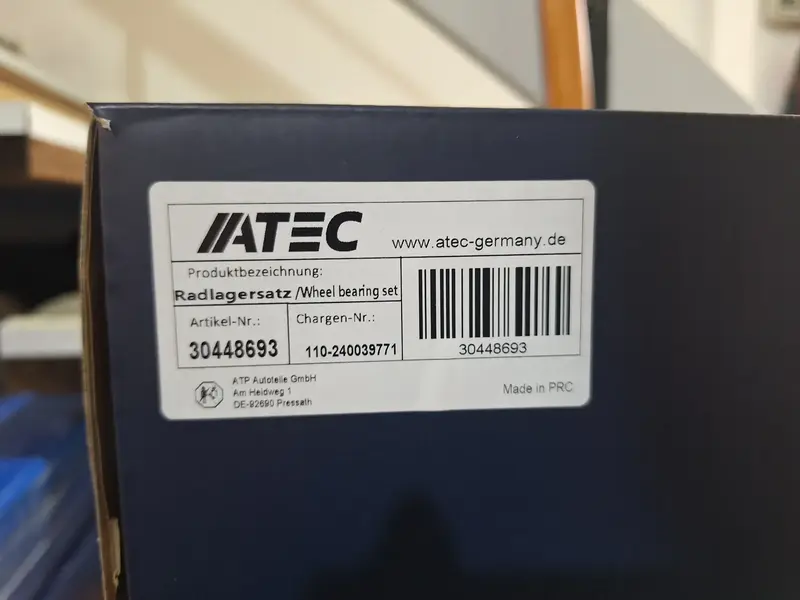 ATEC
www.atec-germany.de
Produktbezeichnung:
Radlagersatz /Wheel bearing set
Artikel-Nr.:
30448693
Chargen-Nr.:
110-240039771
30448693
ATP Autoteile GmbH
Am Heidweg 1
DE-92690 Pressath
Made in PRC